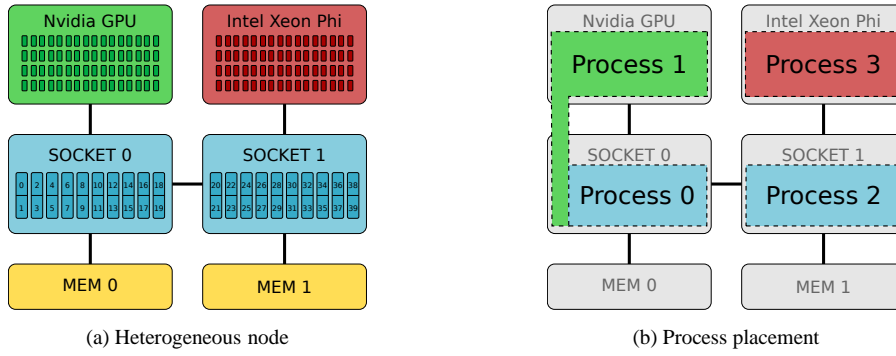 Nvidia GPU
Intel Xeon Phi
SOCKET 0
SOCKET 1
0 2 4 6 8 10 12 14 16 18
20 22 24 26 28 30 32 34 36 38
1 3 5 7 9 11 13 15 17 19
21 23 25 27 29 31 33 35 37 39
MEM 0
MEM 1
(a) Heterogeneous node
Nvidia GPU
Intel Xeon Phi
Process 1
Process 3
SOCKET 0
SOCKET 1
Process 0
Process 2
MEM 0
MEM 1
(b) Process placement